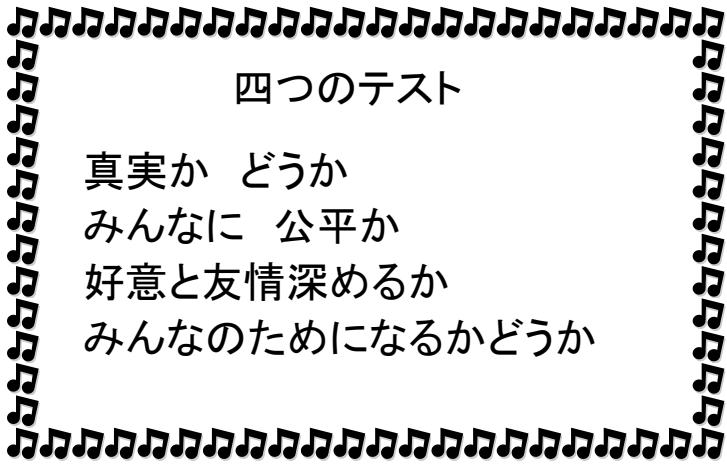 四つのテスト
真実か　どうか
みんなに　公平か
好意と友情深めるか
みんなのためになるかどうか